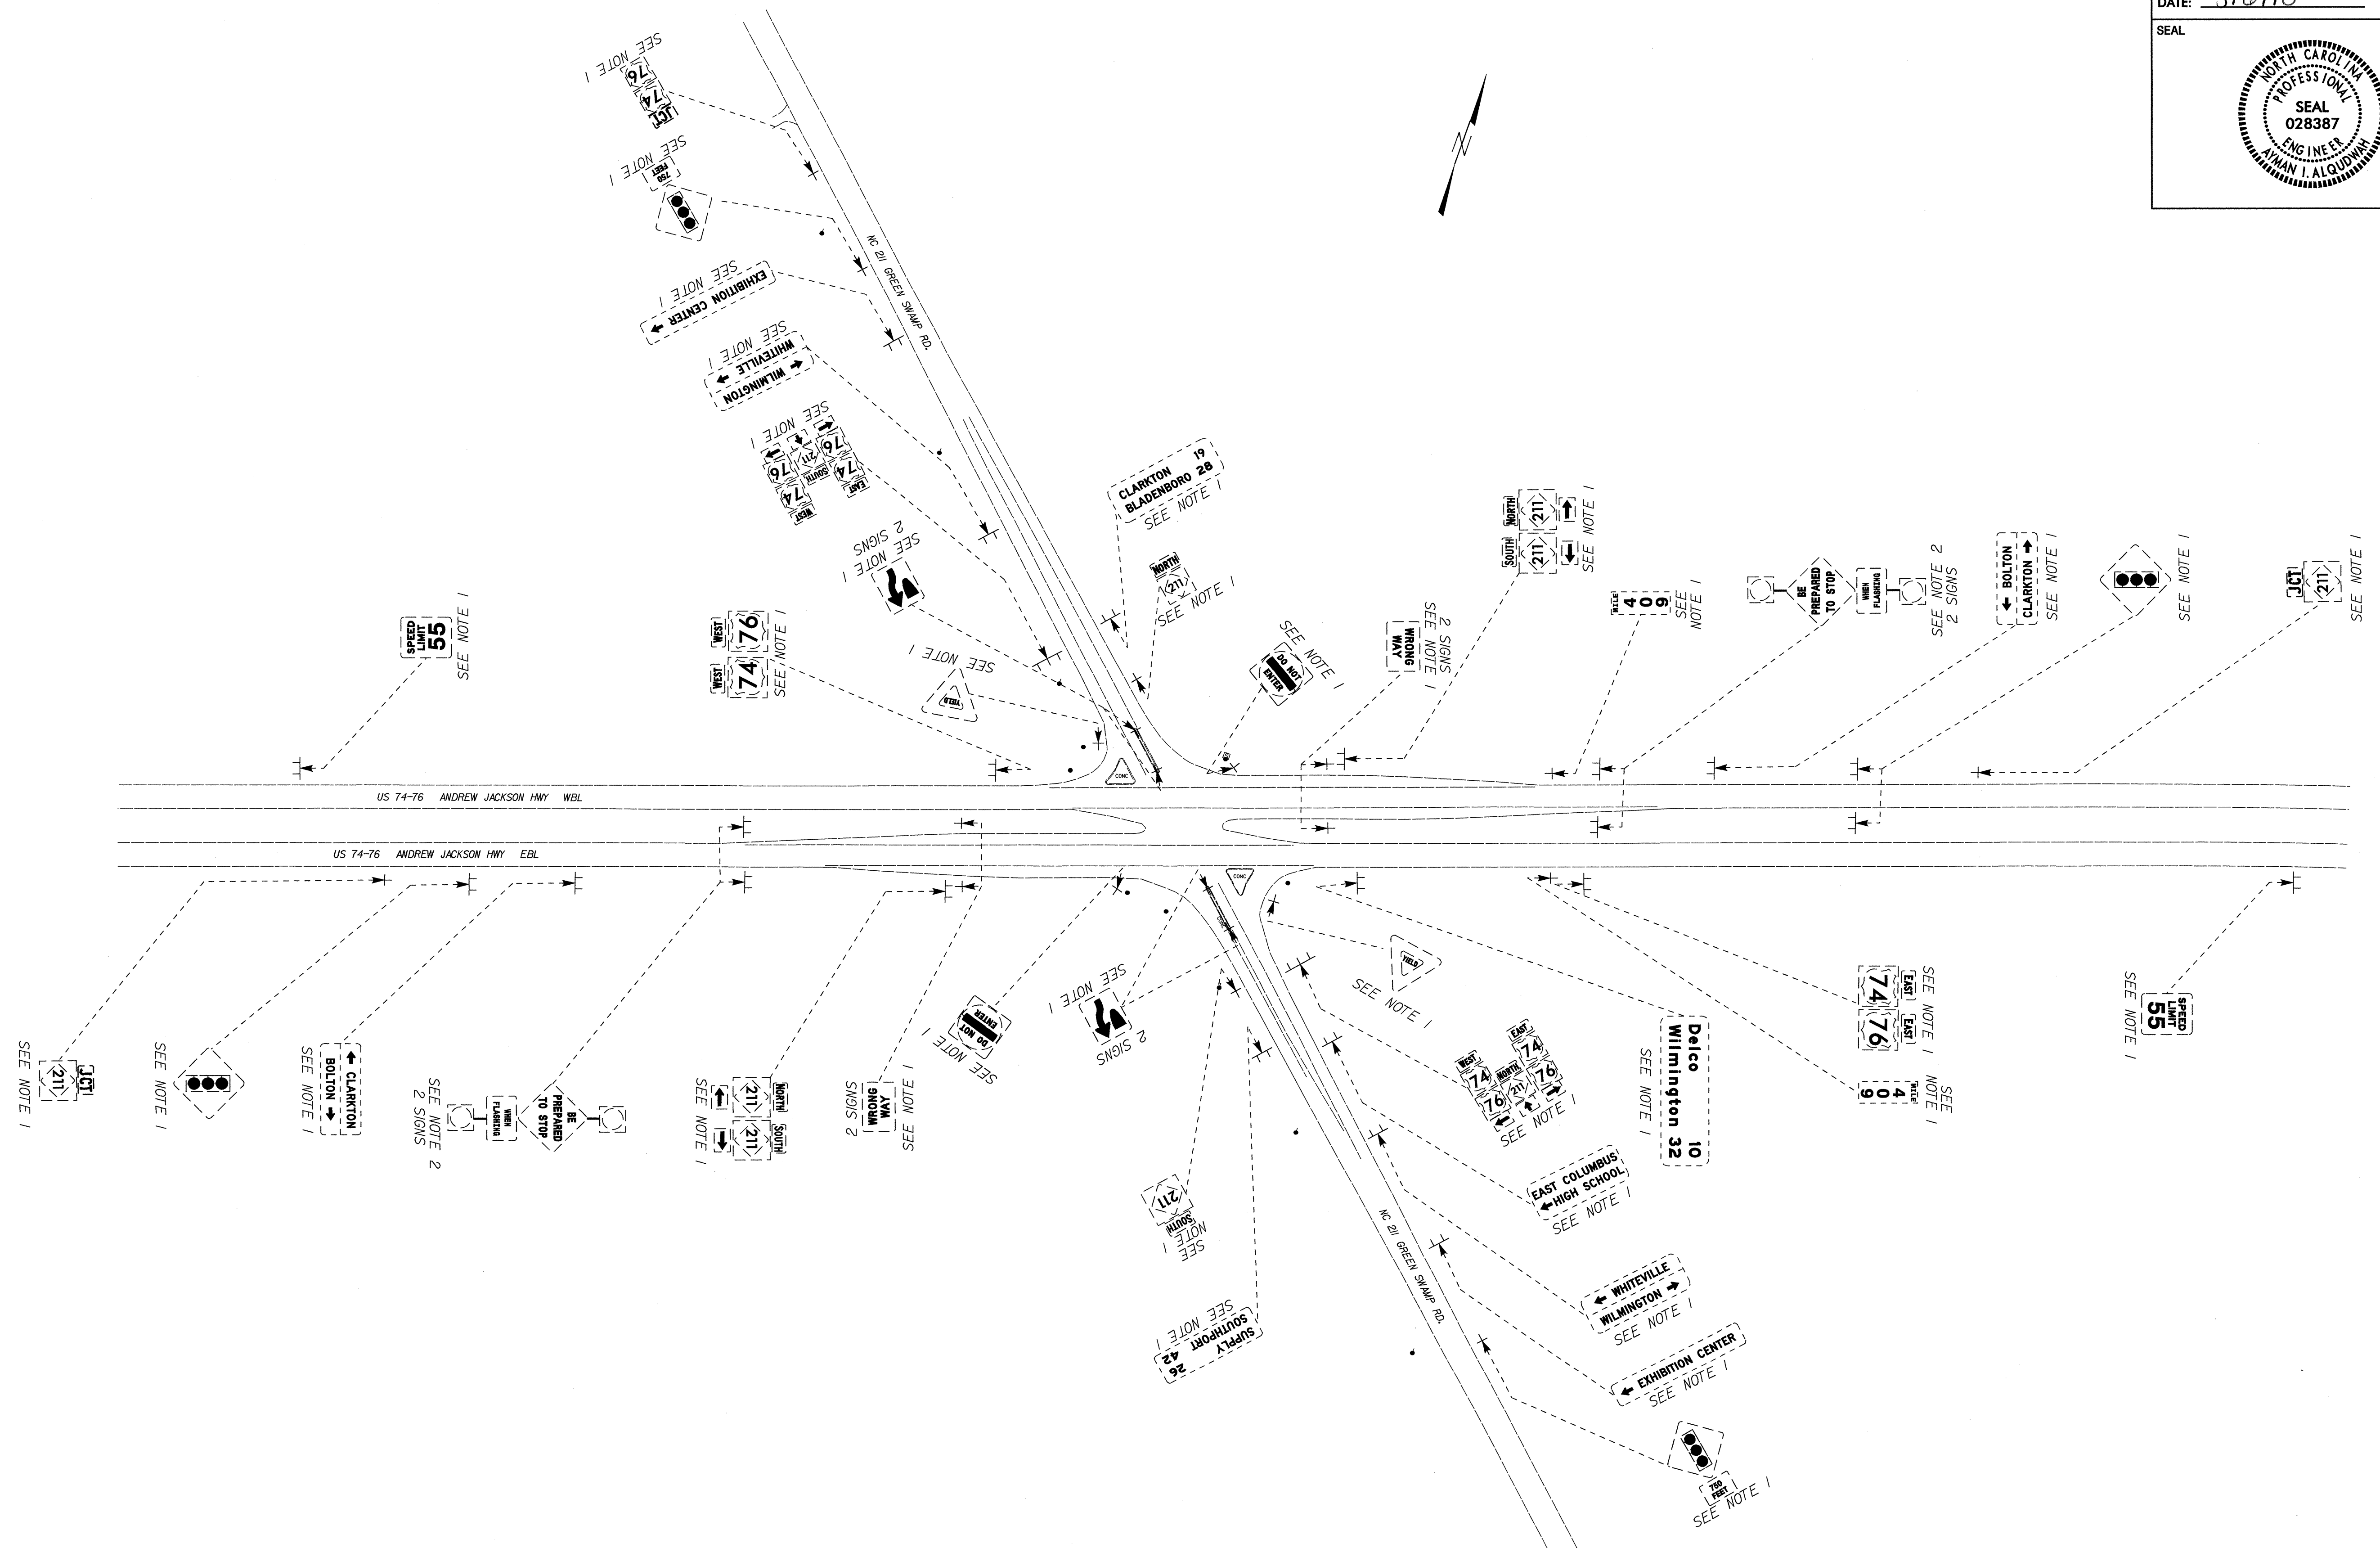 DATE:
SEAL
NORTH CAROLINA
PROFESSIONAL
SEAL
028387
ENGINEER
AYMAN I. ALQUDWAH
SEE NOTE 1
76
74
JCT
SEE NOTE 1
750
FEET
SEE NOTE 1
EXHIBITION CENTER
SEE NOTE 1
WHITEVILLE
WILMINGTON
SEE NOTE 1
76
74
WEST
211
SOUTH
76
74
EAST
2 SIGNS
SEE NOTE 1
NC 211 GREEN SWAMP RD.
CLARKTON 19
BLADENBORO 28
SEE NOTE 1
NORTH
211
SEE NOTE 1
SPEED
LIMIT
55
SEE NOTE 1
WEST
76
WEST
74
SEE NOTE 1
SEE NOTE 1
YIELD
SEE NOTE 1
DO NOT
ENTER
WRONG
WAY
SEE NOTE 1
2 SIGNS
NORTH
211
SOUTH
211
SEE NOTE 1
MILE
409
SEE
NOTE 1
BE
PREPARED
TO STOP
WHEN
FLASHING
SEE NOTE 2
2 SIGNS
← BOLTON
CLARKTON →
SEE NOTE 1
SEE NOTE 1
JCT
211
SEE NOTE 1
CONC
US 74-76 ANDREW JACKSON HWY WBL
US 74-76 ANDREW JACKSON HWY EBL
CONC
JCT
211
SEE NOTE 1
SEE NOTE 1
← CLARKTON
BOLTON →
SEE NOTE 1
BE
PREPARED
TO STOP
WHEN
FLASHING
SEE NOTE 2
2 SIGNS
NORTH
211
SOUTH
211
SEE NOTE 1
WRONG
WAY
SEE NOTE 1
2 SIGNS
DO NOT
ENTER
SEE NOTE 1
SEE NOTE 1
2 SIGNS
211
SOUTH
SEE
NOTE 1
SUPPLY 26
SOUTHPORT 42
SEE NOTE 1
NC 211 GREEN SWAMP RD.
YIELD
SEE NOTE 1
WEST
74
76
NORTH
211
EAST
74
76
SEE NOTE 1
Delco 10
Wilmington 32
SEE NOTE 1
EAST
74
EAST
76
SEE NOTE 1
MILE
409
SEE
NOTE 1
SPEED
LIMIT
55
SEE NOTE 1
EAST COLUMBUS
←HIGH SCHOOL
SEE NOTE 1
← WHITEVILLE
WILMINGTON →
SEE NOTE 1
← EXHIBITION CENTER
SEE NOTE 1
750
FEET
SEE NOTE 1